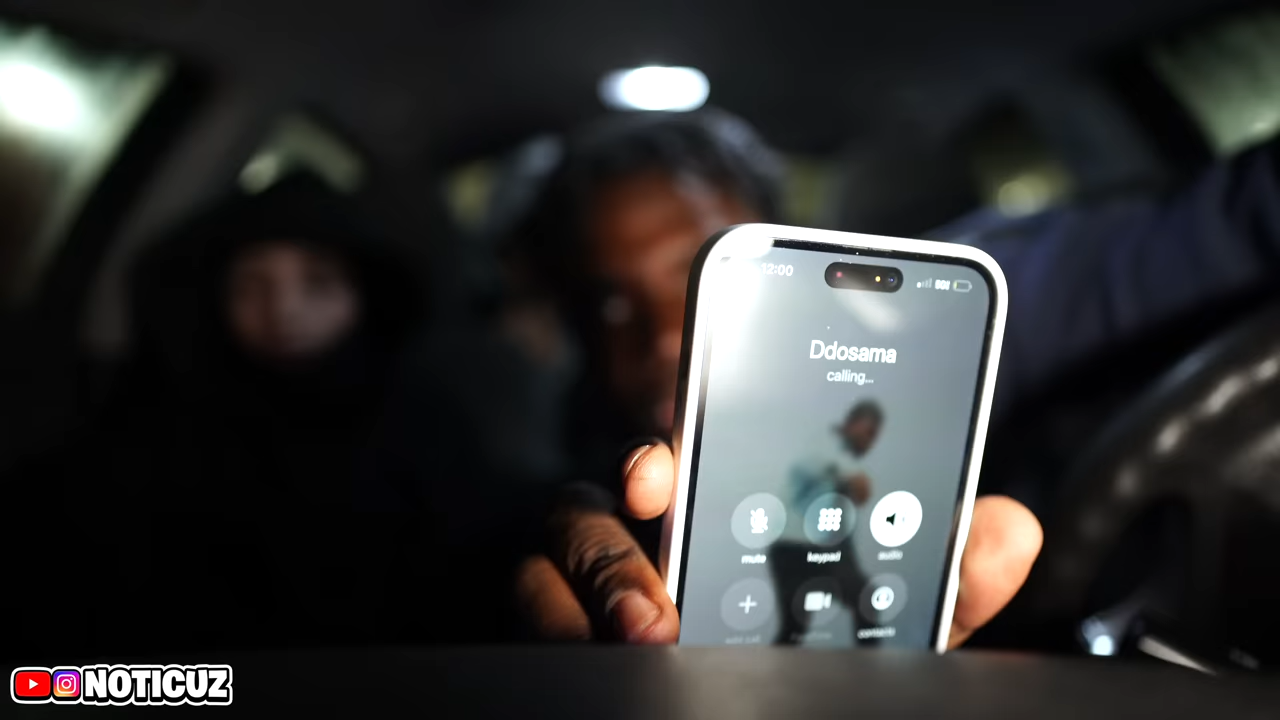 12:00
Ddosama
calling...
mute
keypad
audio
contacts
NOTICUZ